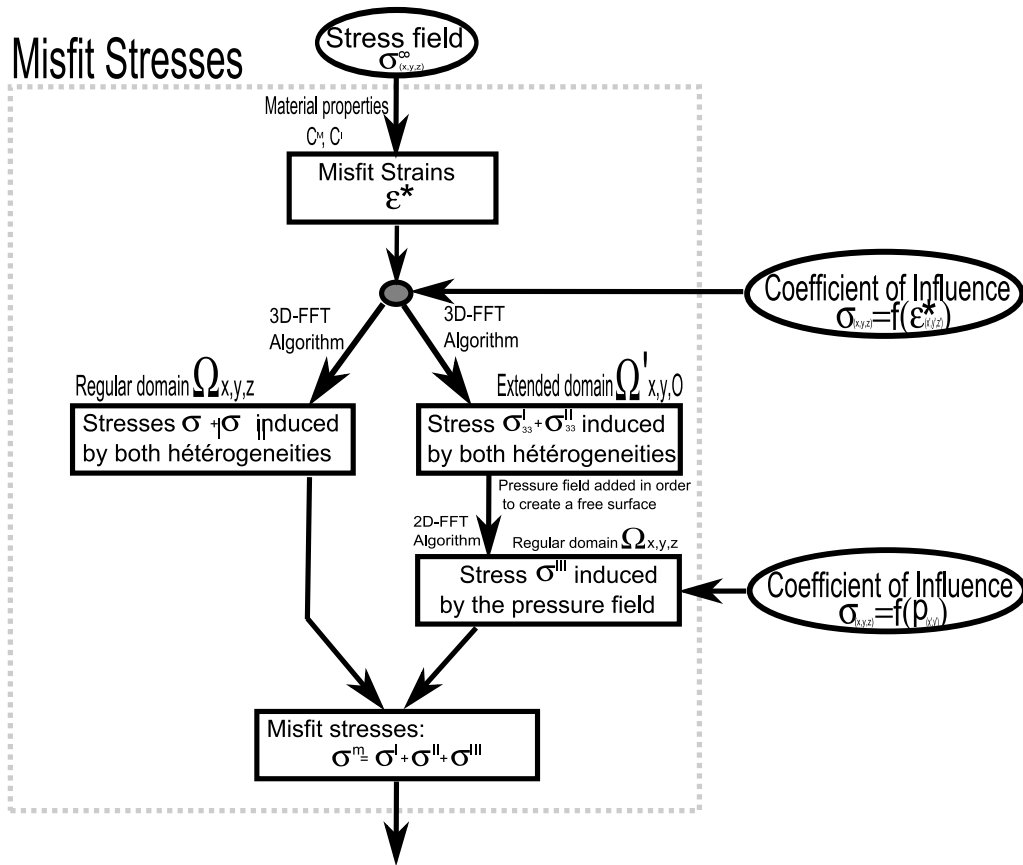 Stress field
σ∞(x,y,z)
Misfit Stresses
Material properties
Cᴹ, Cᴵ
Misfit Strains
ε*
Coefficient of Influence
σ(x,y,z)=f(ε*(x',y',z'))
3D-FFT
Algorithm
3D-FFT
Algorithm
Regular domain Ωx,y,z
Extended domain Ω'x,y,O
Stresses σ +|σ || induced
by both hétérogeneities
Stress σᴵ₃₃+σᴵᴵ₃₃ induced
by both hétérogeneities
Pressure field added in order
to create a free surface
2D-FFT
Algorithm
Regular domain Ωx,y,z
Stress σᴵᴵᴵ induced
by the pressure field
Coefficient of Influence
σ(x,y,z)=f(p(x',y'))
Misfit stresses:
σᵐ= σᴵ+σᴵᴵ+σᴵᴵᴵ